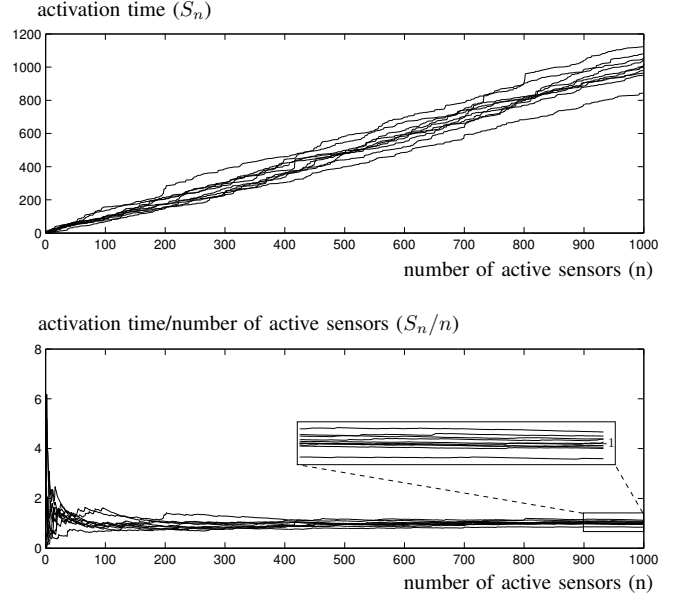 activation time (Sₙ)
1200
1000
800
600
400
200
0
0 100 200 300 400 500 600 700 800 900 1000
number of active sensors (n)
activation time/number of active sensors (Sₙ/n)
8
6
4
1
2
0
0 100 200 300 400 500 600 700 800 900 1000
number of active sensors (n)